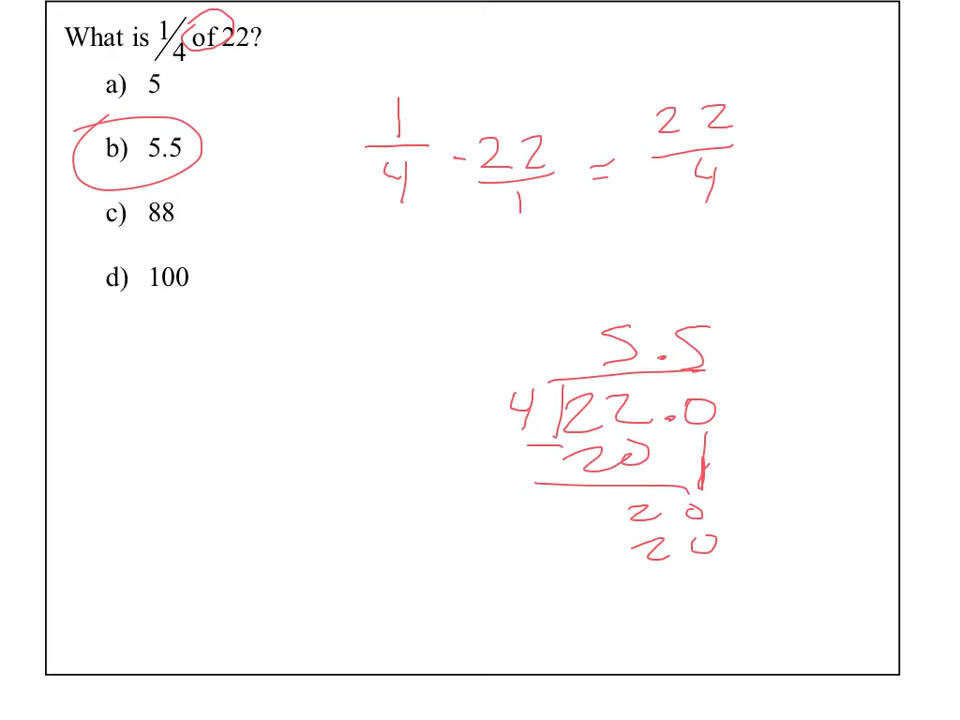 What is 1/4 of 22?
a) 5
b) 5.5
c) 88
d) 100
1/4 - 22/1 = 22/4
5.5
4 22.0
- 20
20
20